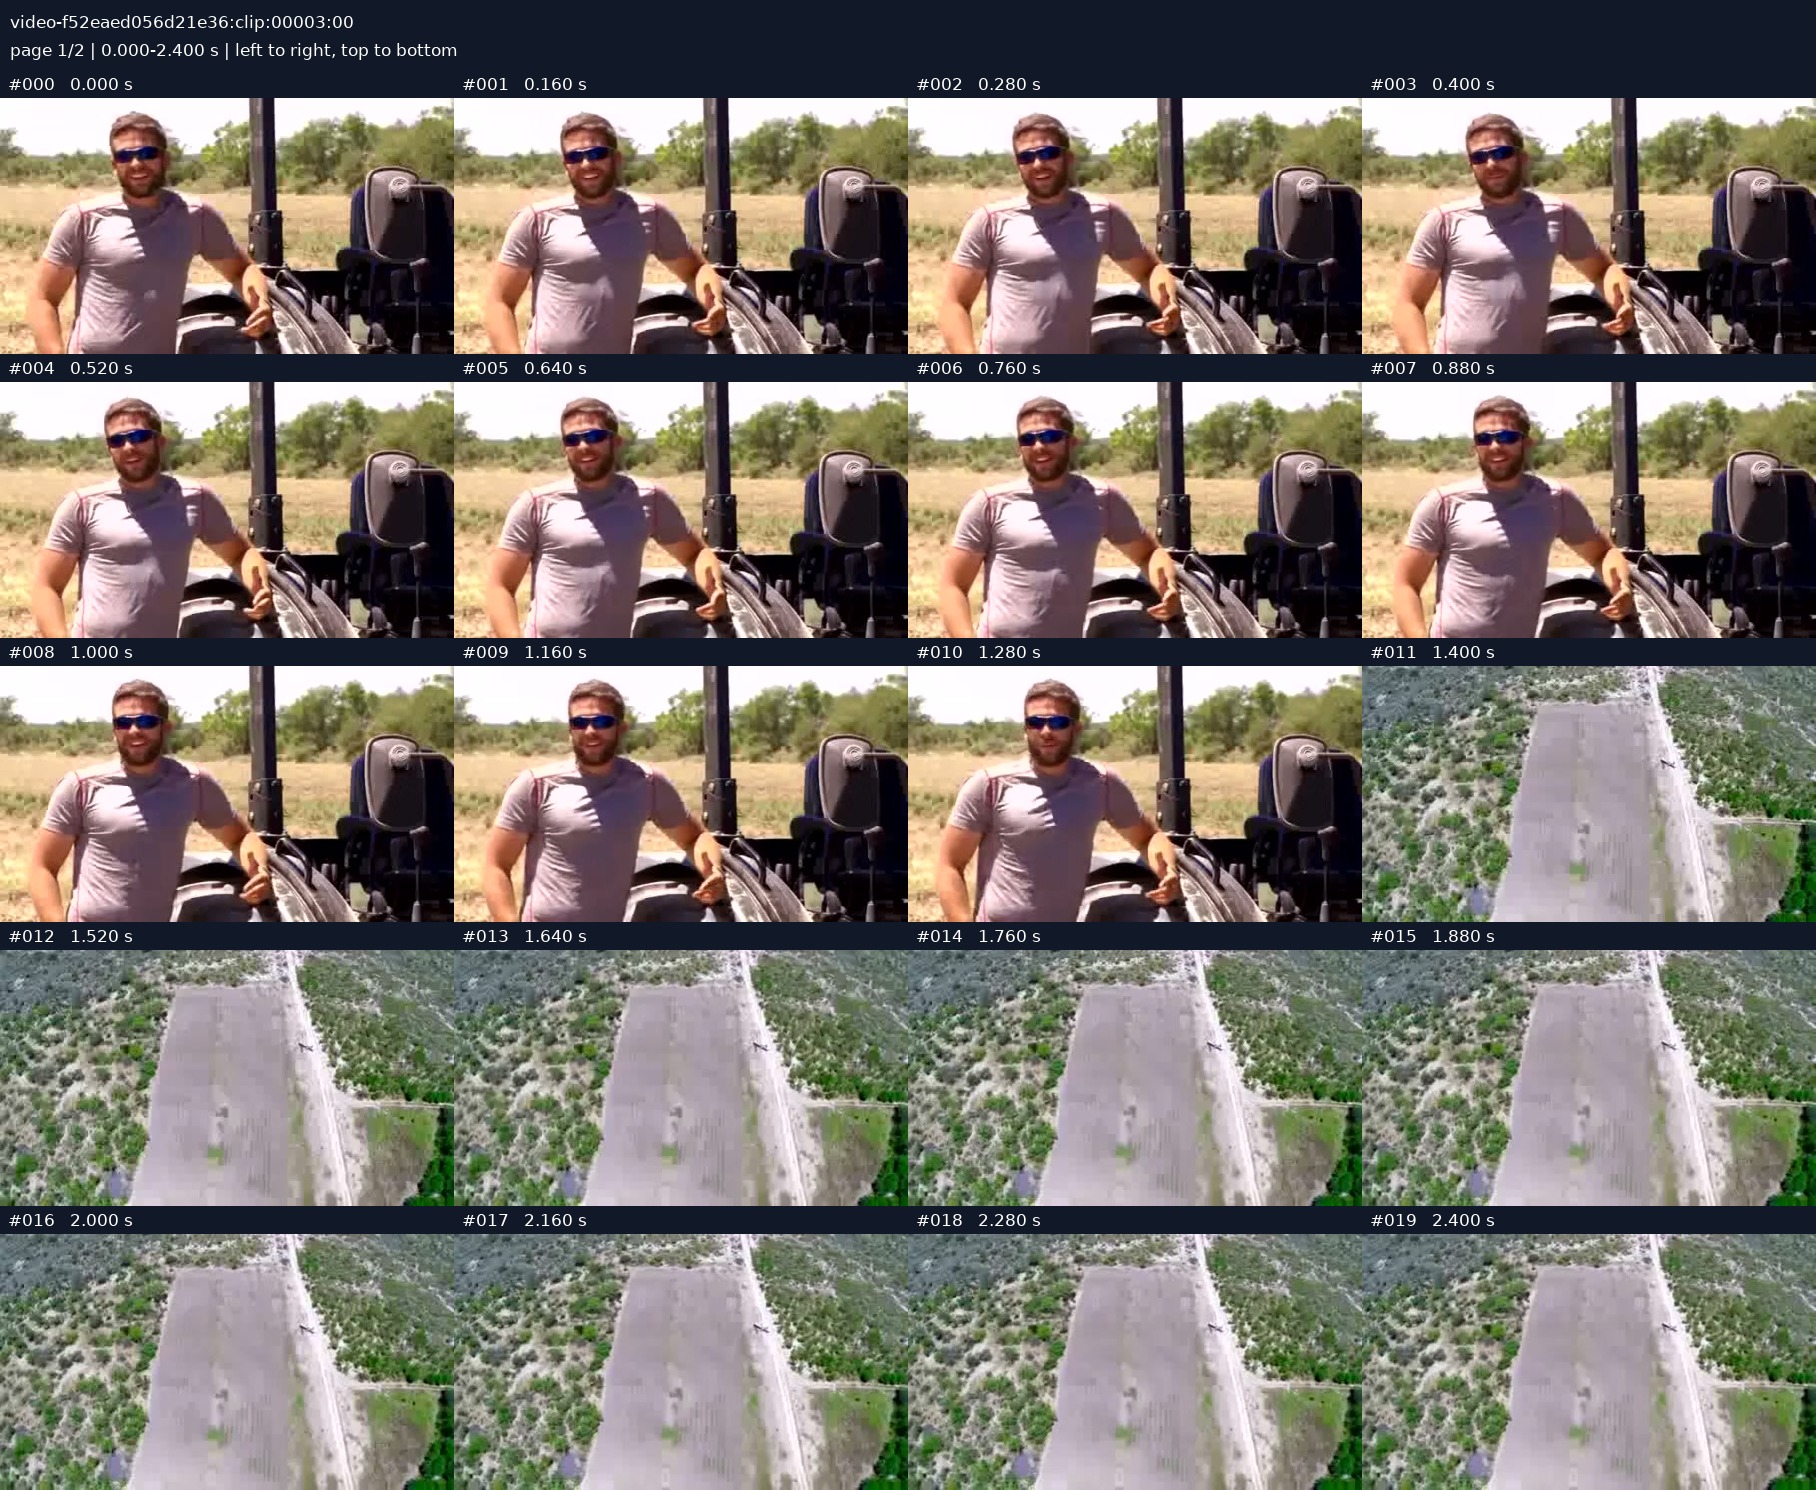 video-f52eaed056d21e36:clip:00003:00
page 1/2 | 0.000-2.400 s | left to right, top to bottom
#000 0.000 s
#001 0.160 s
#002 0.280 s
#003 0.400 s
#004 0.520 s
#005 0.640 s
#006 0.760 s
#007 0.880 s
#008 1.000 s
#009 1.160 s
#010 1.280 s
#011 1.400 s
#012 1.520 s
#013 1.640 s
#014 1.760 s
#015 1.880 s
#016 2.000 s
#017 2.160 s
#018 2.280 s
#019 2.400 s